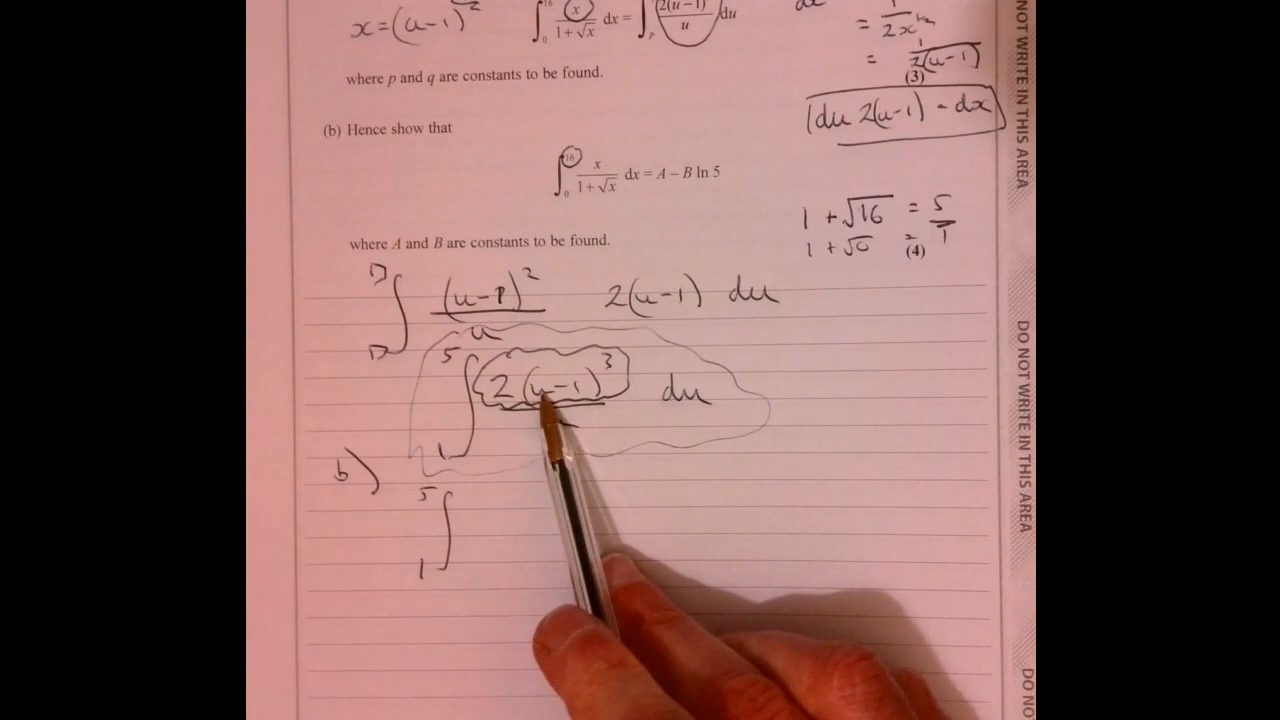 x = (u-1)²
∫₀¹⁶ x/(1+√x) dx = ∫ₚ 2(u-1)/u du
= 1/2x
= 1/2(u-1)
where p and q are constants to be found.
(3)
(du 2(u-1) = dx)
(b) Hence show that
∫₀¹⁶ x/(1+√x) dx = A – B ln 5
1 + √16 = 5
1 + √0 = 1
where A and B are constants to be found.
(4)
∫ (u-1)²/u 2(u-1) du
∫₁⁵ 2(u-1)³ du
b)
∫₁⁵
NOT WRITE IN THIS AREA
DO NOT WRITE IN THIS AREA
DO NO